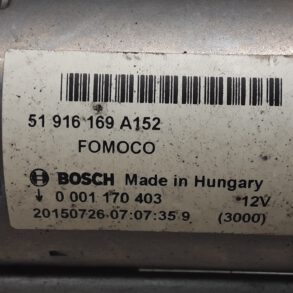 51 916 169 A152
FOMOCO
BOSCH Made in Hungary
0 001 170 403 12V
20150726-07:07:35 9 (3000)